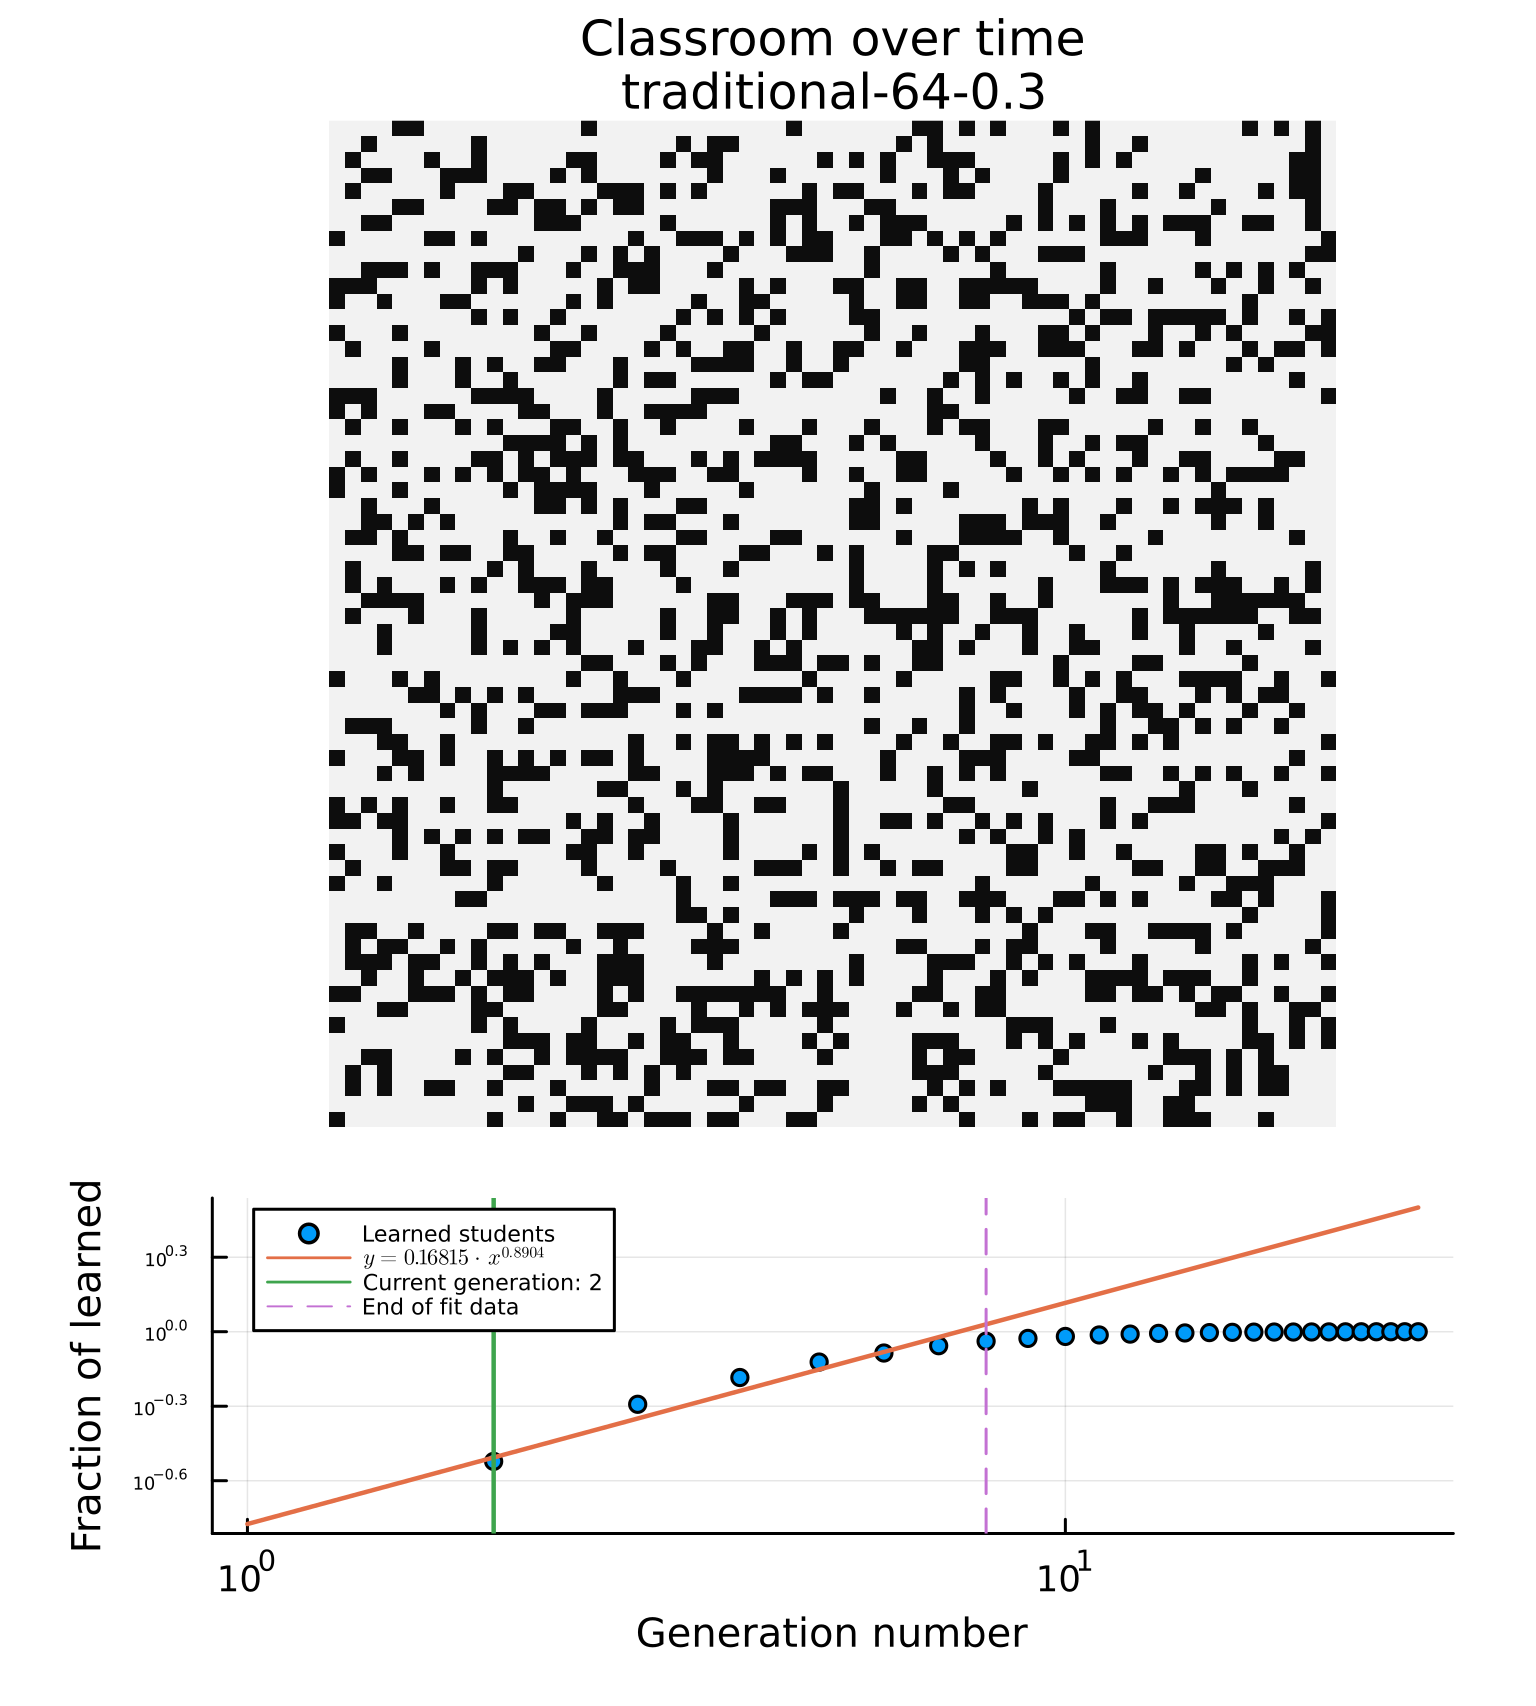 Classroom over time
traditional-64-0.3
Fraction of learned
10^0.3
10^0.0
10^−0.3
10^−0.6
Learned students
y = 0.16815 · x^0.8904
Current generation: 2
End of fit data
10^0
10^1
Generation number